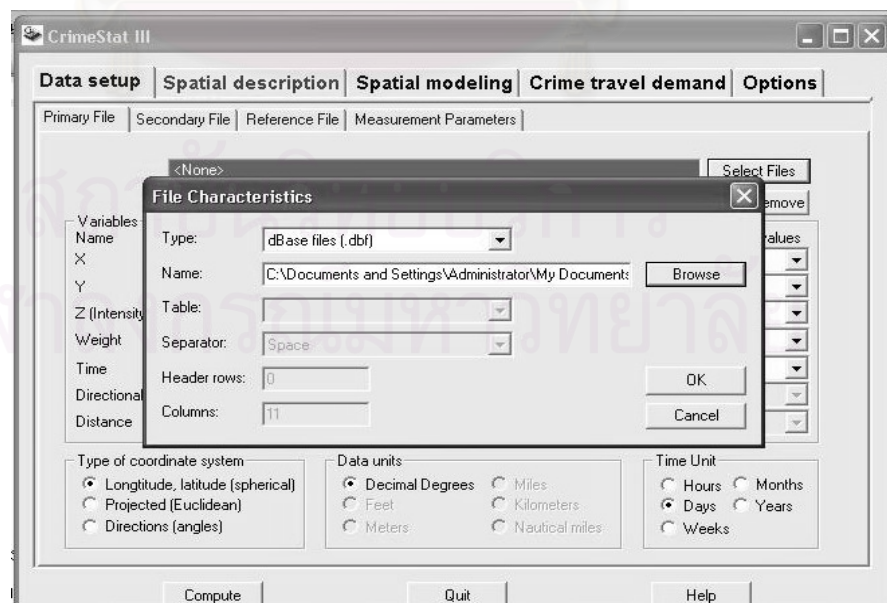 CrimeStat III
Data setup Spatial description Spatial modeling Crime travel demand Options
Primary File Secondary File Reference File Measurement Parameters
<None> Select Files
File Characteristics
emove
Variables
Name
alues
X
Y
Z (Intensity
Weight
Time
Directional
Distance
Type: dBase files (.dbf)
Name: C:\Documents and Settings\Administrator\My Documents Browse
Table:
Separator: Space
Header rows: 0
OK
Columns: 11
Cancel
Type of coordinate system
Longtitude, latitude (spherical)
Projected (Euclidean)
Directions (angles)
Data units
Decimal Degrees Miles
Feet Kilometers
Meters Nautical miles
Time Unit
Hours Months
Days Years
Weeks
Compute Quit Help